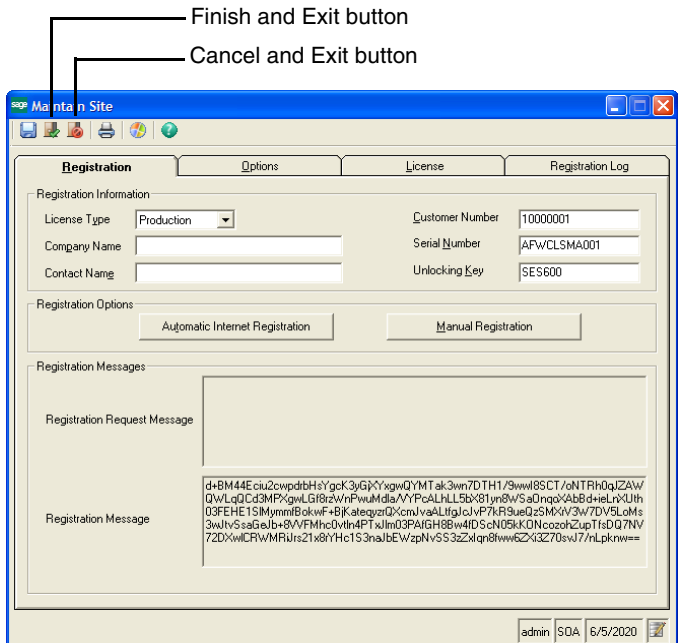 Finish and Exit button
Cancel and Exit button
sage Maintain Site
Registration Options License Registration Log
Registration Information
License Type Production Customer Number 10000001
Company Name Serial Number AFWCLSMA001
Contact Name Unlocking Key SES600
Registration Options
Automatic Internet Registration Manual Registration
Registration Messages
Registration Request Message
Registration Message
admin SOA 6/5/2020